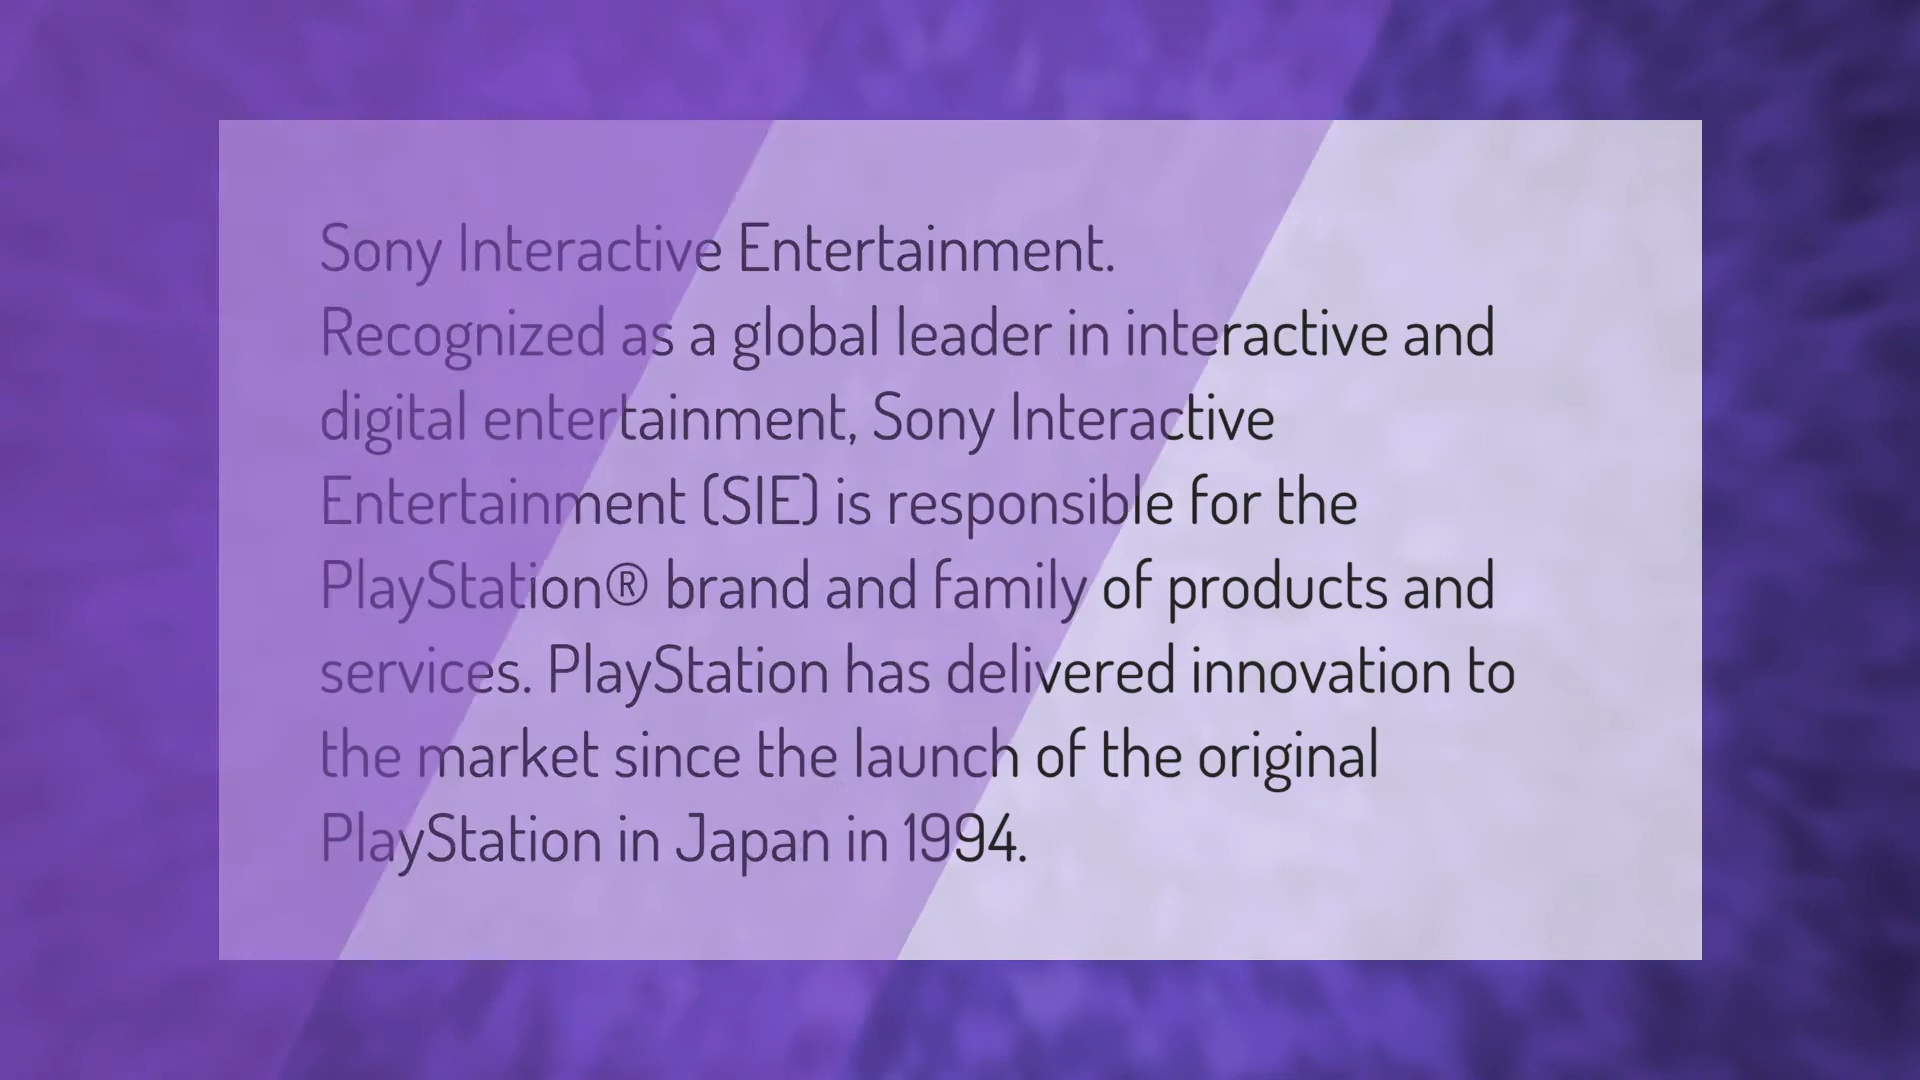 Sony Interactive Entertainment.
Recognized as a global leader in interactive and
digital entertainment, Sony Interactive
Entertainment (SIE) is responsible for the
PlayStation® brand and family of products and
services. PlayStation has delivered innovation to
the market since the launch of the original
PlayStation in Japan in 1994.